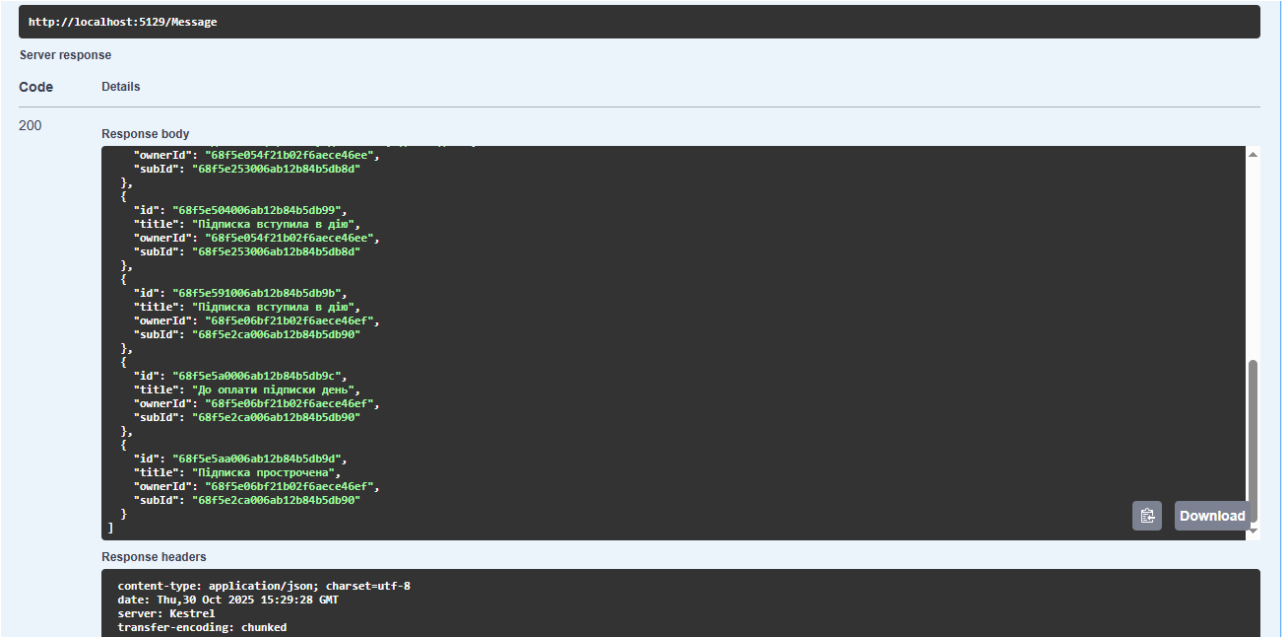 http://localhost:5129/Message
Server response
Code Details
200
Response body
"ownerId": "68f5e054f21b02f6aece46ee",
"subId": "68f5e253006ab12b84b5db8d"
},
{
"id": "68f5e504006ab12b84b5db99",
"title": "Підписка вступила в дію",
"ownerId": "68f5e054f21b02f6aece46ee",
"subId": "68f5e253006ab12b84b5db8d"
},
{
"id": "68f5e591006ab12b84b5db9b",
"title": "Підписка вступила в дію",
"ownerId": "68f5e06bf21b02f6aece46ef",
"subId": "68f5e2ca006ab12b84b5db90"
},
{
"id": "68f5e5a0006ab12b84b5db9c",
"title": "До оплати підписки день",
"ownerId": "68f5e06bf21b02f6aece46ef",
"subId": "68f5e2ca006ab12b84b5db90"
},
{
"id": "68f5e5aa006ab12b84b5db9d",
"title": "Підписка прострочена",
"ownerId": "68f5e06bf21b02f6aece46ef",
"subId": "68f5e2ca006ab12b84b5db90"
}
]
Download
Response headers
content-type: application/json; charset=utf-8
date: Thu,30 Oct 2025 15:29:28 GMT
server: Kestrel
transfer-encoding: chunked